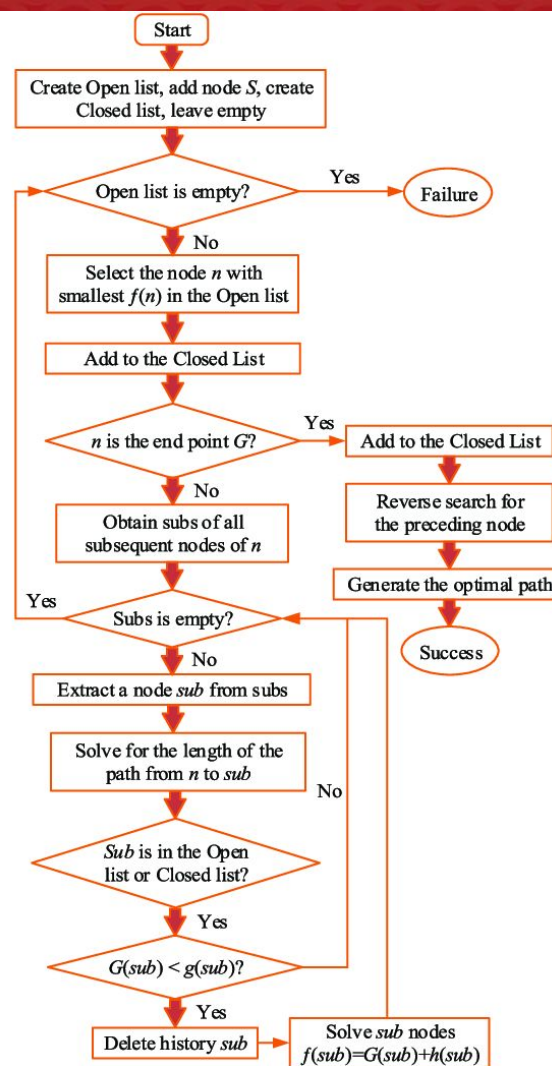 Start
Create Open list, add node S, create
Closed list, leave empty
Open list is empty?
Yes
Failure
No
Select the node n with
smallest f(n) in the Open list
Add to the Closed List
n is the end point G?
Yes
Add to the Closed List
Reverse search for
the preceding node
Generate the optimal path
Success
No
Obtain subs of all
subsequent nodes of n
Subs is empty?
Yes
No
Extract a node sub from subs
Solve for the length of the
path from n to sub
Sub is in the Open
list or Closed list?
Yes
G(sub) < g(sub)?
No
Yes
Delete history sub
Solve sub nodes
f(sub)=G(sub)+h(sub)